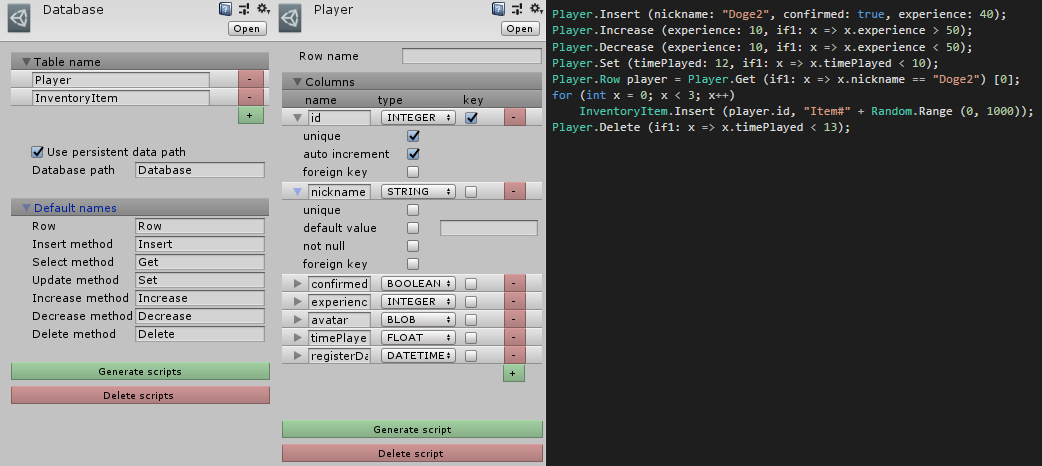 Database
Open
Table name
Player
-
InventoryItem
-
+
Use persistent data path
Database path Database
Default names
Row Row
Insert method Insert
Select method Get
Update method Set
Increase method Increase
Decrease method Decrease
Delete method Delete
Generate scripts
Delete scripts
Player
Open
Row name
Columns
name type key
id INTEGER -
unique
auto increment
foreign key
nickname STRING -
unique
default value
not null
foreign key
confirmed BOOLEAN -
experienc INTEGER -
avatar BLOB -
timePlaye FLOAT -
registerDa DATETIME -
+
Generate script
Delete script
Player.Insert (nickname: "Doge2", confirmed: true, experience: 40);
Player.Increase (experience: 10, if1: x => x.experience > 50);
Player.Decrease (experience: 10, if1: x => x.experience < 50);
Player.Set (timePlayed: 12, if1: x => x.timePlayed < 10);
Player.Row player = Player.Get (if1: x => x.nickname == "Doge2") [0];
for (int x = 0; x < 3; x++)
InventoryItem.Insert (player.id, "Item#" + Random.Range (0, 1000));
Player.Delete (if1: x => x.timePlayed < 13);